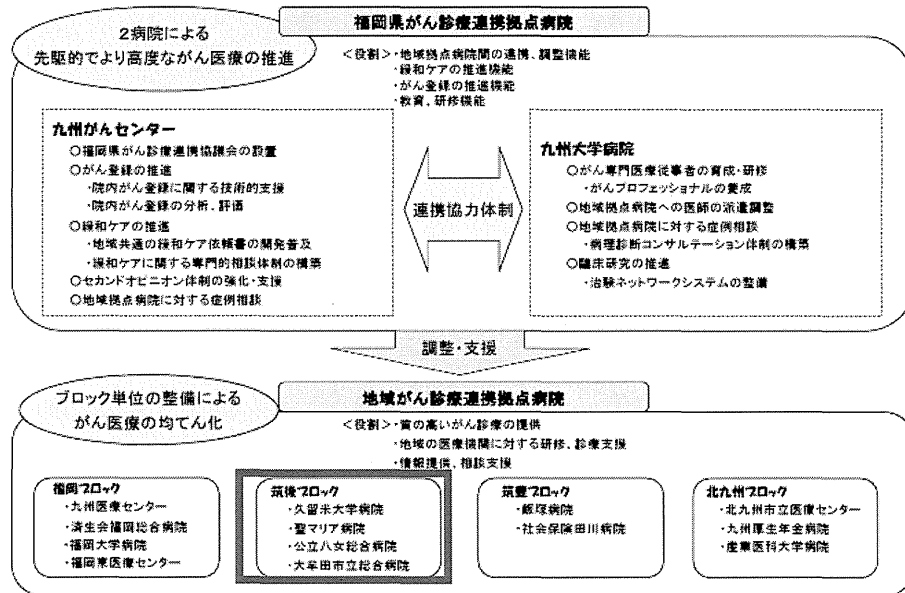 福岡県がん診療連携拠点病院
2病院による
先駆的でより高度ながん医療の推進
<役割>・地域拠点病院間の連携、調整機能
・緩和ケアの推進機能
・がん登録の推進機能
・教育、研修機能
九州がんセンター
○福岡県がん診療連携協議会の設置
○がん登録の推進
・院内がん登録に関する技術的支援
・院内がん登録の分析、評価
○緩和ケアの推進
・地域共通の緩和ケア依頼書の開発普及
・緩和ケアに関する専門的相談体制の構築
○セカンドオピニオン体制の強化・支援
○地域拠点病院に対する症例相談
連携協力体制
九州大学病院
○がん専門医療従事者の育成・研修
・がんプロフェッショナルの養成
○地域拠点病院への医師の派遣調整
○地域拠点病院に対する症例相談
・病理診断コンサルテーション体制の構築
○臨床研究の推進
・治験ネットワークシステムの整備
調整・支援
ブロック単位の整備による
がん医療の均てん化
地域がん診療連携拠点病院
<役割>・質の高いがん診療の提供
・地域の医療機関に対する研修、診療支援
・情報提供、相談支援
福岡ブロック
・九州医療センター
・済生会福岡総合病院
・福岡大学病院
・福岡東医療センター
筑後ブロック
・久留米大学病院
・聖マリア病院
・公立八女総合病院
・大牟田市立総合病院
筑豊ブロック
・飯塚病院
・社会保険田川病院
北九州ブロック
・北九州市立医療センター
・九州厚生年金病院
・産業医科大学病院